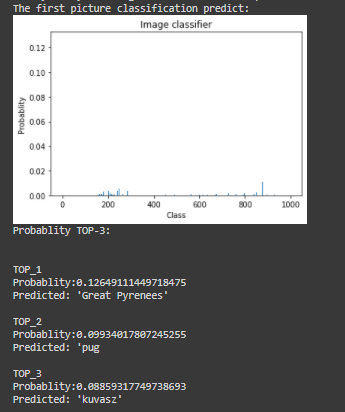 The first picture classification predict:
Image classifier
0.12
0.10
0.08
0.06
0.04
0.02
0.00
Probablity
0 200 400 600 800 1000
Class
Probablity TOP-3:
TOP_1
Probablity:0.12649111449718475
Predicted: 'Great Pyrenees'
TOP_2
Probablity:0.09934017807245255
Predicted: 'pug
TOP_3
Probablity:0.08859317749738693
Predicted: 'kuvasz'